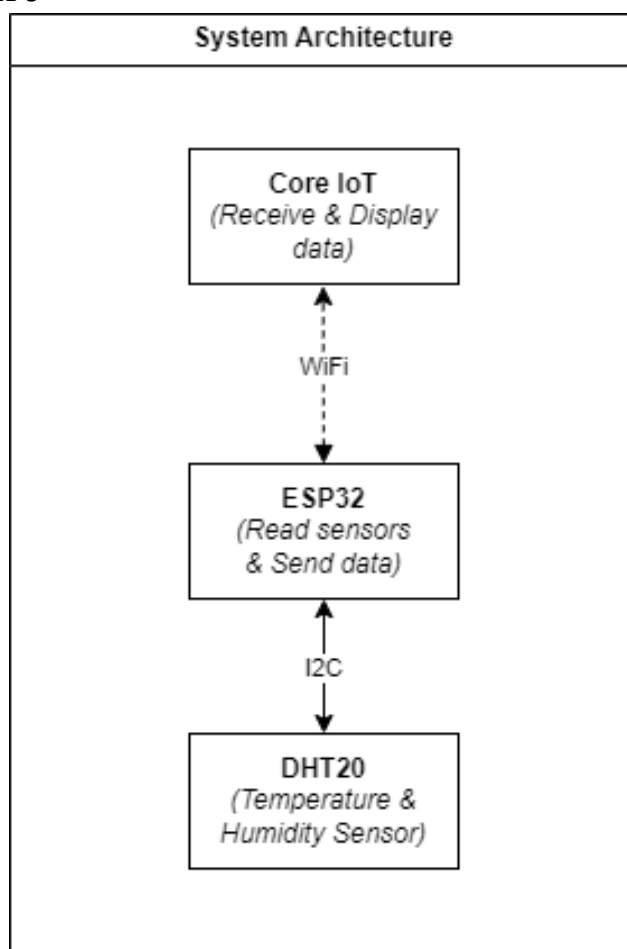 System Architecture
Core IoT
(Receive & Display
data)
WiFi
ESP32
(Read sensors
& Send data)
I2C
DHT20
(Temperature &
Humidity Sensor)